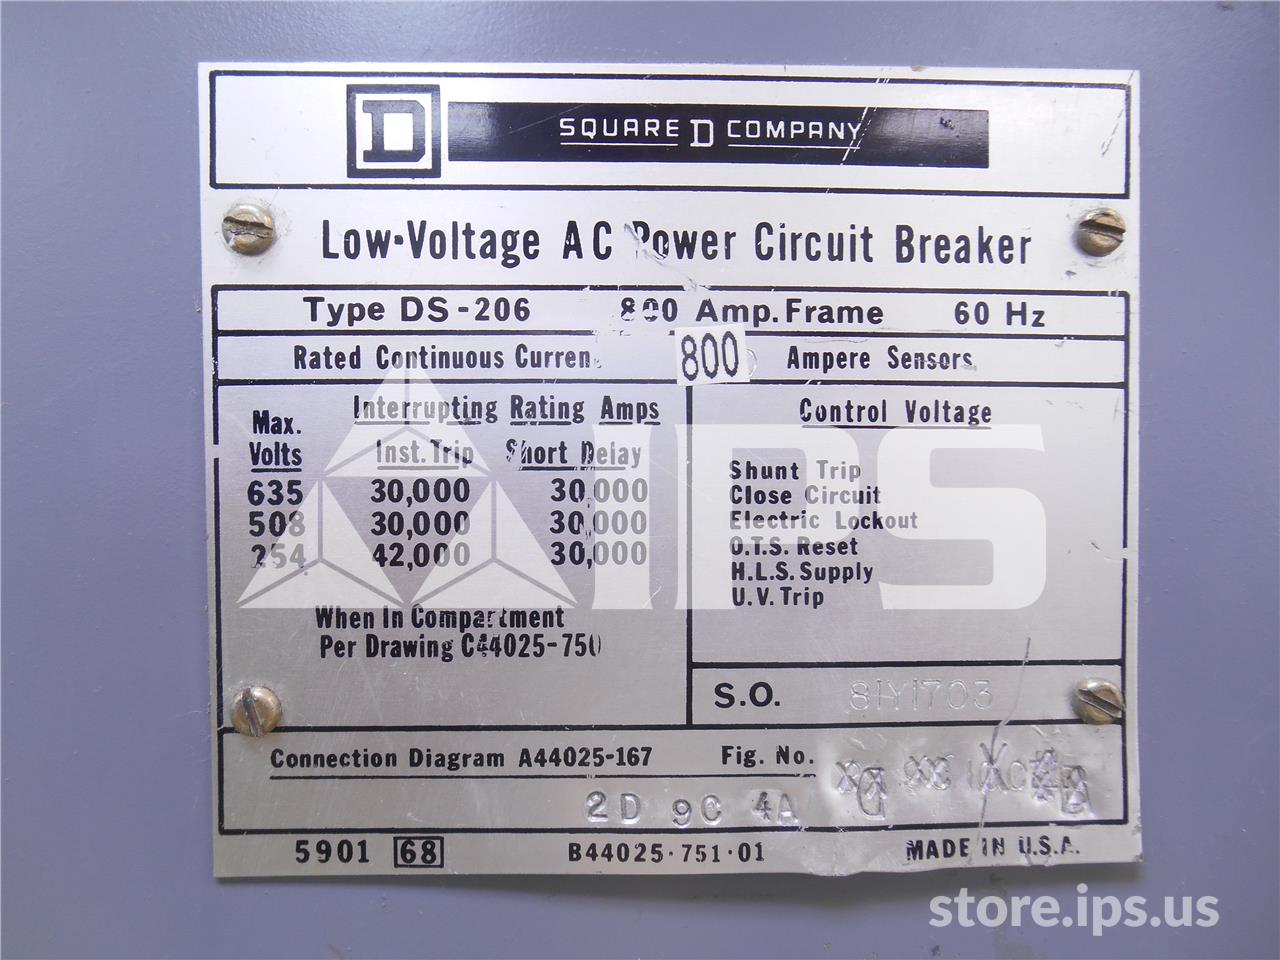 D SQUARE D COMPANY
Low-Voltage AC Power Circuit Breaker
Type DS-206 800 Amp. Frame 60 Hz
Rated Continuous Current 800 Ampere Sensors
Interrupting Rating Amps
Max. Volts Inst. Trip Short Delay
635 30,000 30,000
508 30,000 30,000
254 42,000 30,000
When In Compartment
Per Drawing C44025-750
Control Voltage
Shunt Trip
Close Circuit
Electric Lockout
O.T.S. Reset
H.L.S. Supply
U.V. Trip
IPS
S.O. 81Y1703
Connection Diagram A44025-167 Fig. No.
2D 9C 4A
5901 68 B44025-751-01 MADE IN U.S.A.
store.ips.us